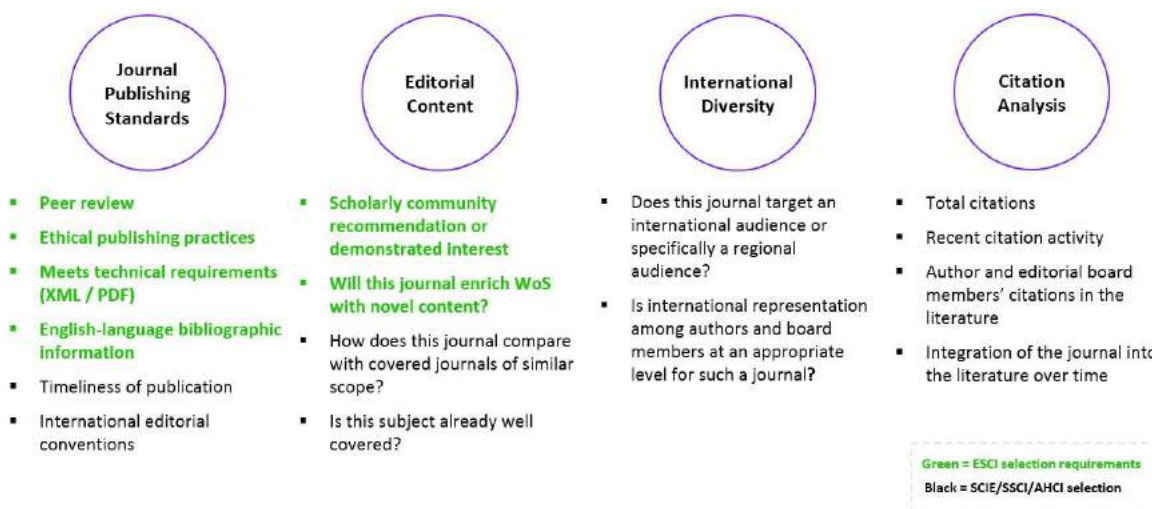 Journal
Publishing
Standards
Editorial
Content
International
Diversity
Citation
Analysis
▪ Peer review
▪ Ethical publishing practices
▪ Meets technical requirements
(XML / PDF)
▪ English-language bibliographic
information
▪ Timeliness of publication
▪ International editorial
conventions
▪ Scholarly community
recommendation or
demonstrated interest
▪ Will this journal enrich WoS
with novel content?
▪ How does this journal compare
with covered journals of similar
scope?
▪ Is this subject already well
covered?
▪ Does this journal target an
international audience or
specifically a regional
audience?
▪ Is international representation
among authors and board
members at an appropriate
level for such a journal?
▪ Total citations
▪ Recent citation activity
▪ Author and editorial board
members’ citations in the
literature
▪ Integration of the journal into
the literature over time
Green = ESCI selection requirements
Black = SCIE/SSCI/AHCI selection